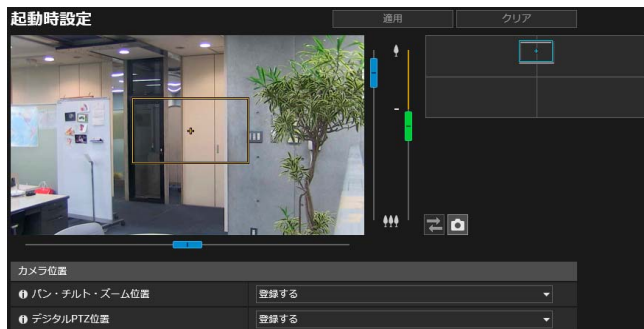 起動時設定
適用
クリア
カメラ位置
パン・チルト・ズーム位置
登録する
デジタルPTZ位置
登録する